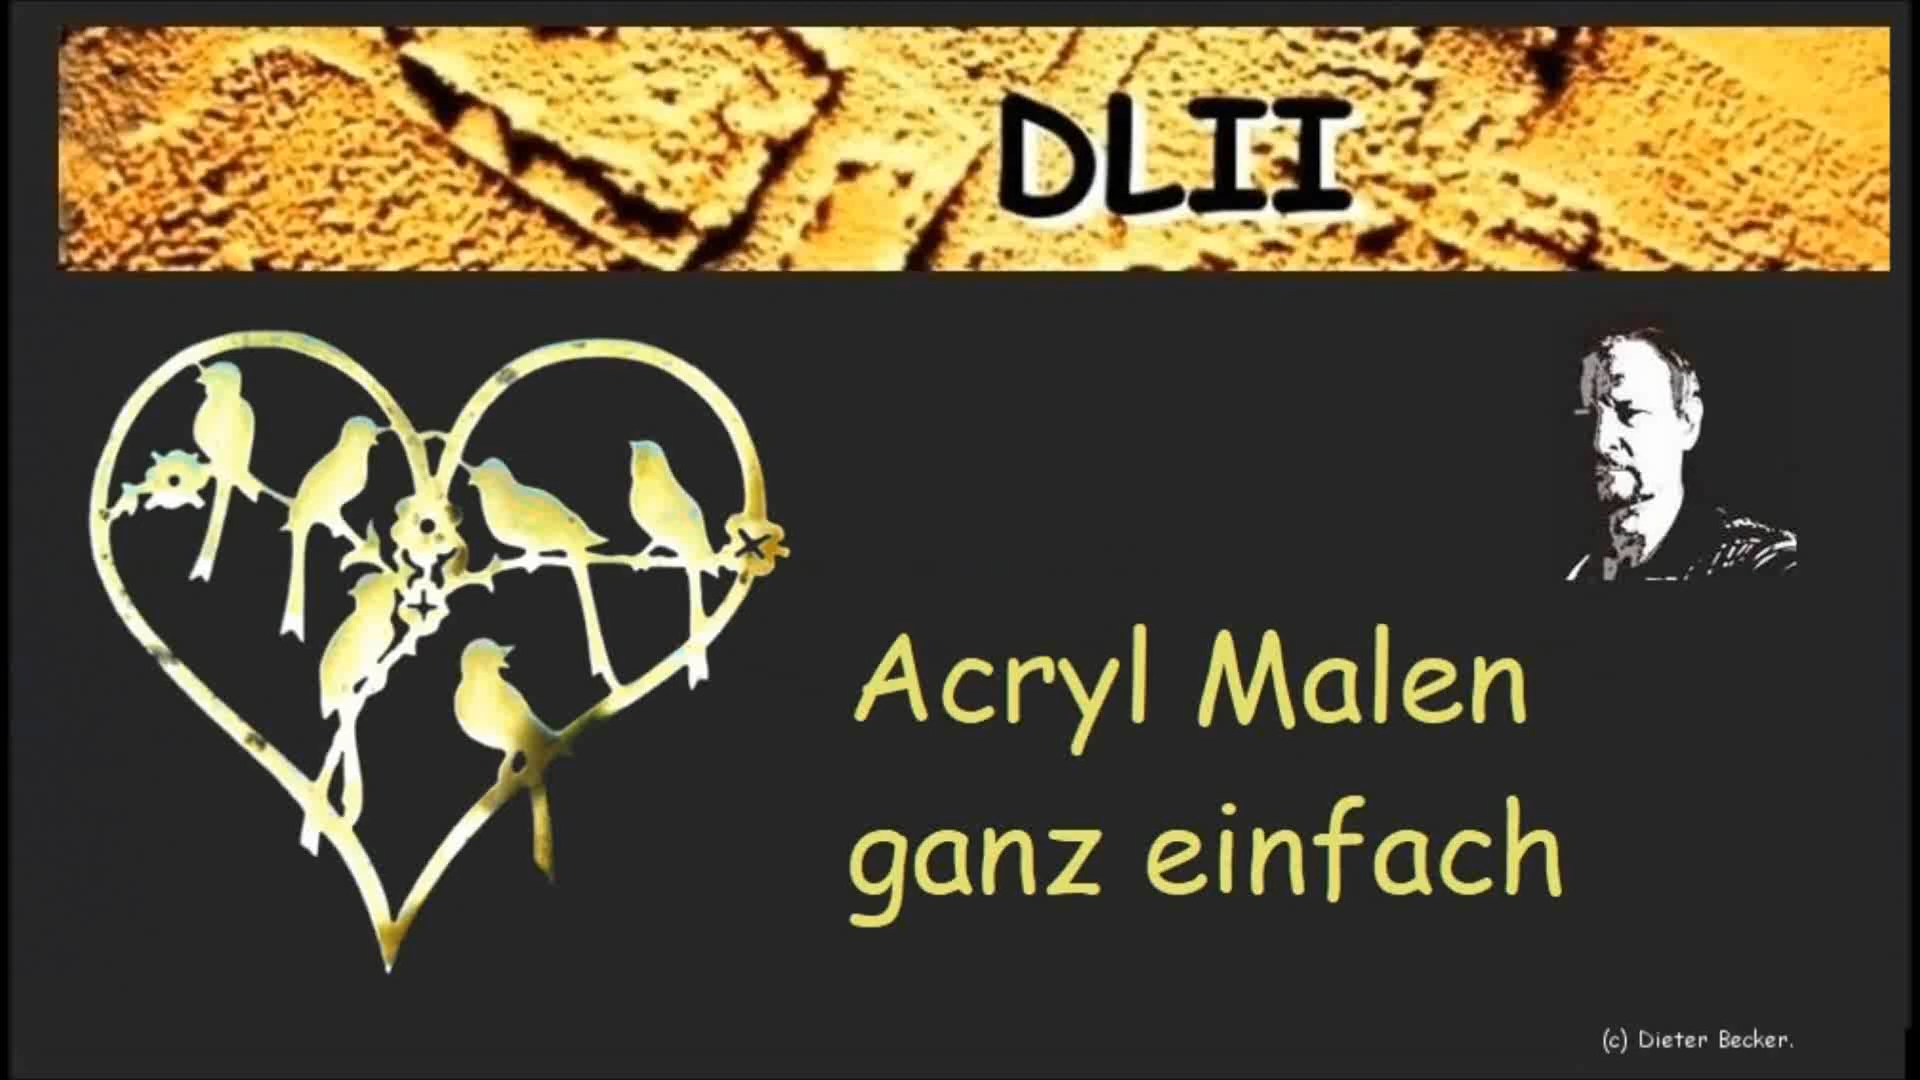 DLII
Acryl Malen
ganz einfach
(c) Dieter Becker.